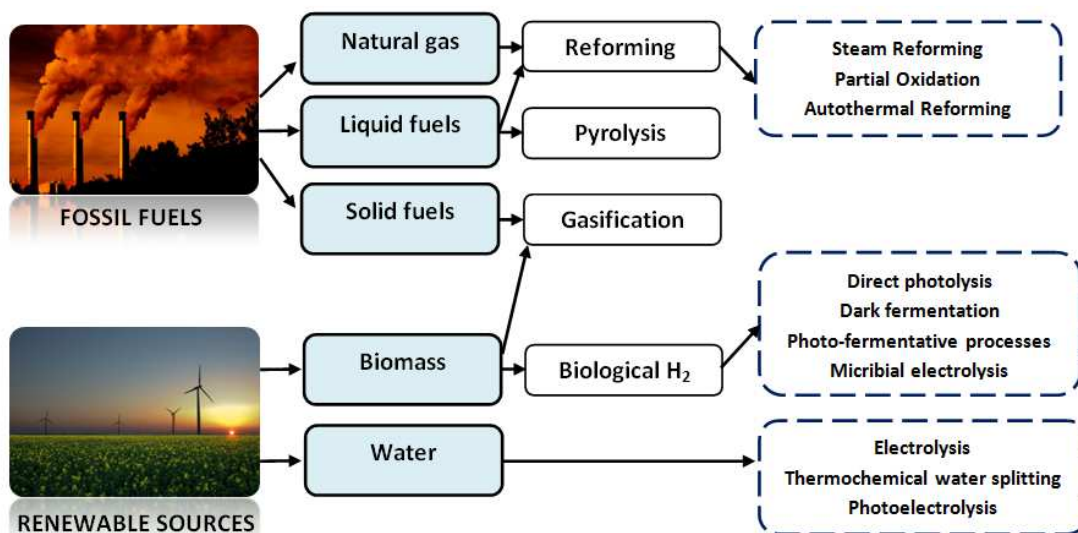 Natural gas
Reforming
Steam Reforming
Partial Oxidation
Autothermal Reforming
Liquid fuels
Pyrolysis
FOSSIL FUELS
Solid fuels
Gasification
Direct photolysis
Dark fermentation
Photo-fermentative processes
Micribial electrolysis
Biomass
Biological H₂
Water
Electrolysis
Thermochemical water splitting
Photoelectrolysis
RENEWABLE SOURCES